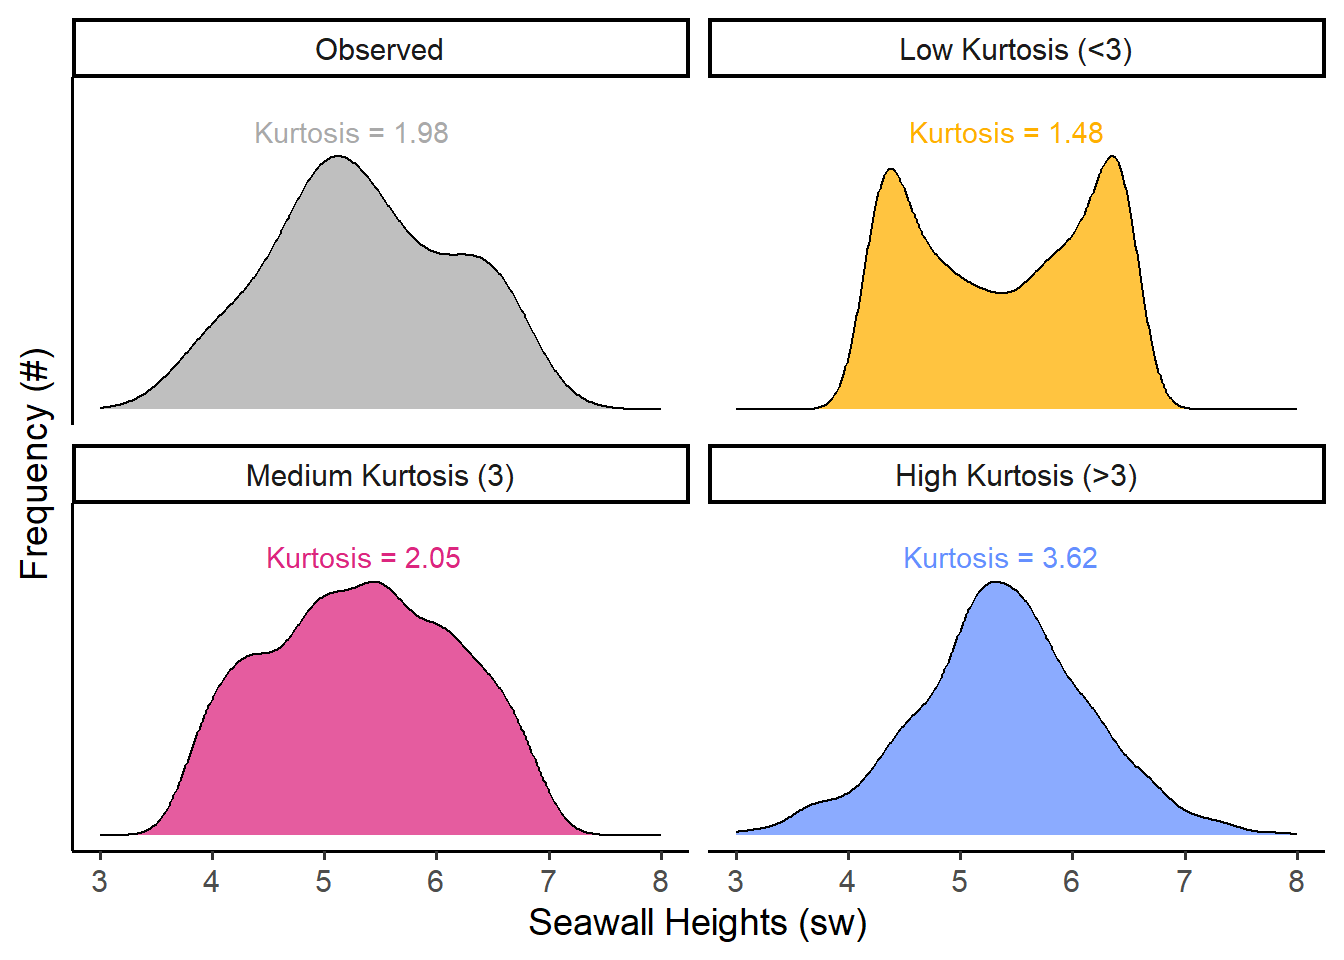 Observed
Low Kurtosis (<3)
Kurtosis = 1.98
Kurtosis = 1.48
Medium Kurtosis (3)
High Kurtosis (>3)
Kurtosis = 2.05
Kurtosis = 3.62
Frequency (#)
3 4 5 6 7 8
3 4 5 6 7 8
Seawall Heights (sw)